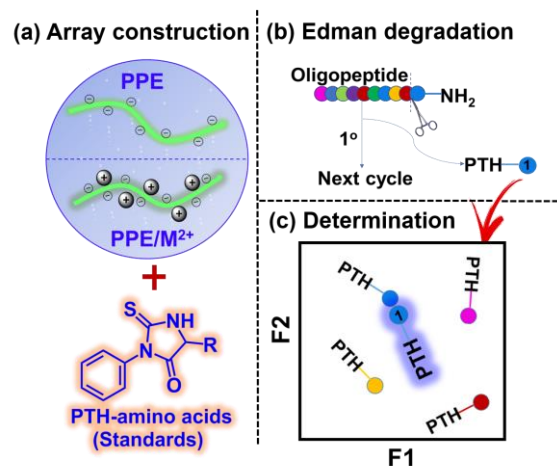 (a) Array construction
PPE
PPE/M²⁺
S
NH
N
R
O
PTH-amino acids
(Standards)
(b) Edman degradation
Oligopeptide
NH₂
1º
Next cycle
PTH
1
(c) Determination
PTH
PTH
1
PTH
PTH
PTH
F2
F1